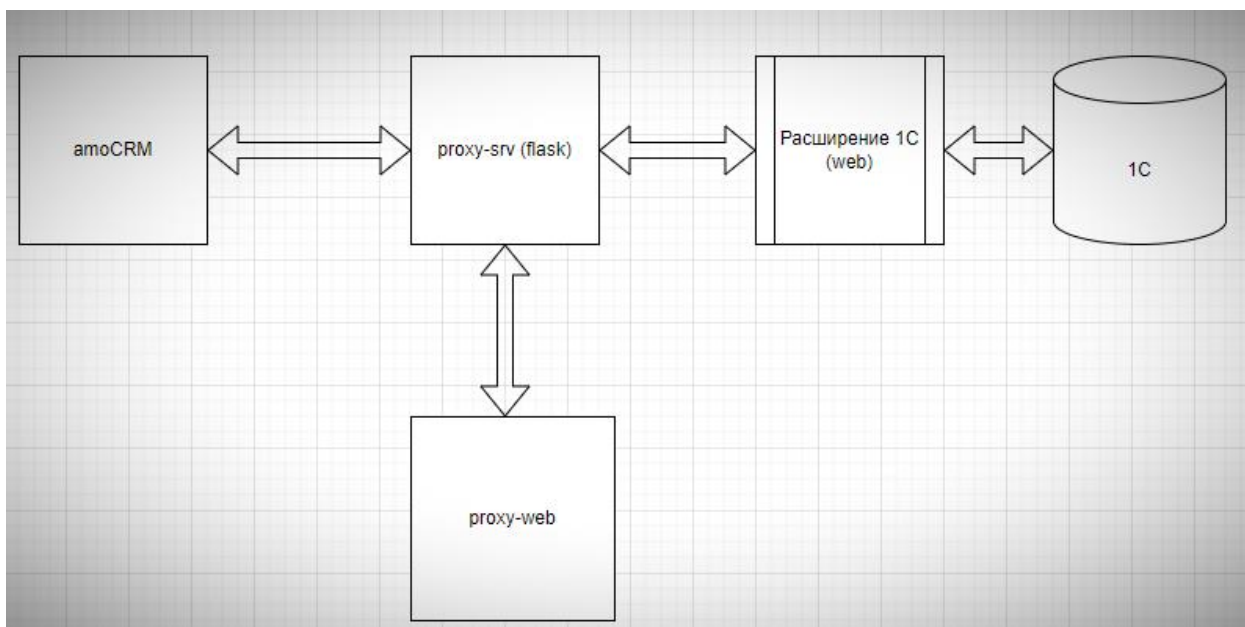 amoCRM
proxy-srv (flask)
Расширение 1С
(web)
1С
proxy-web